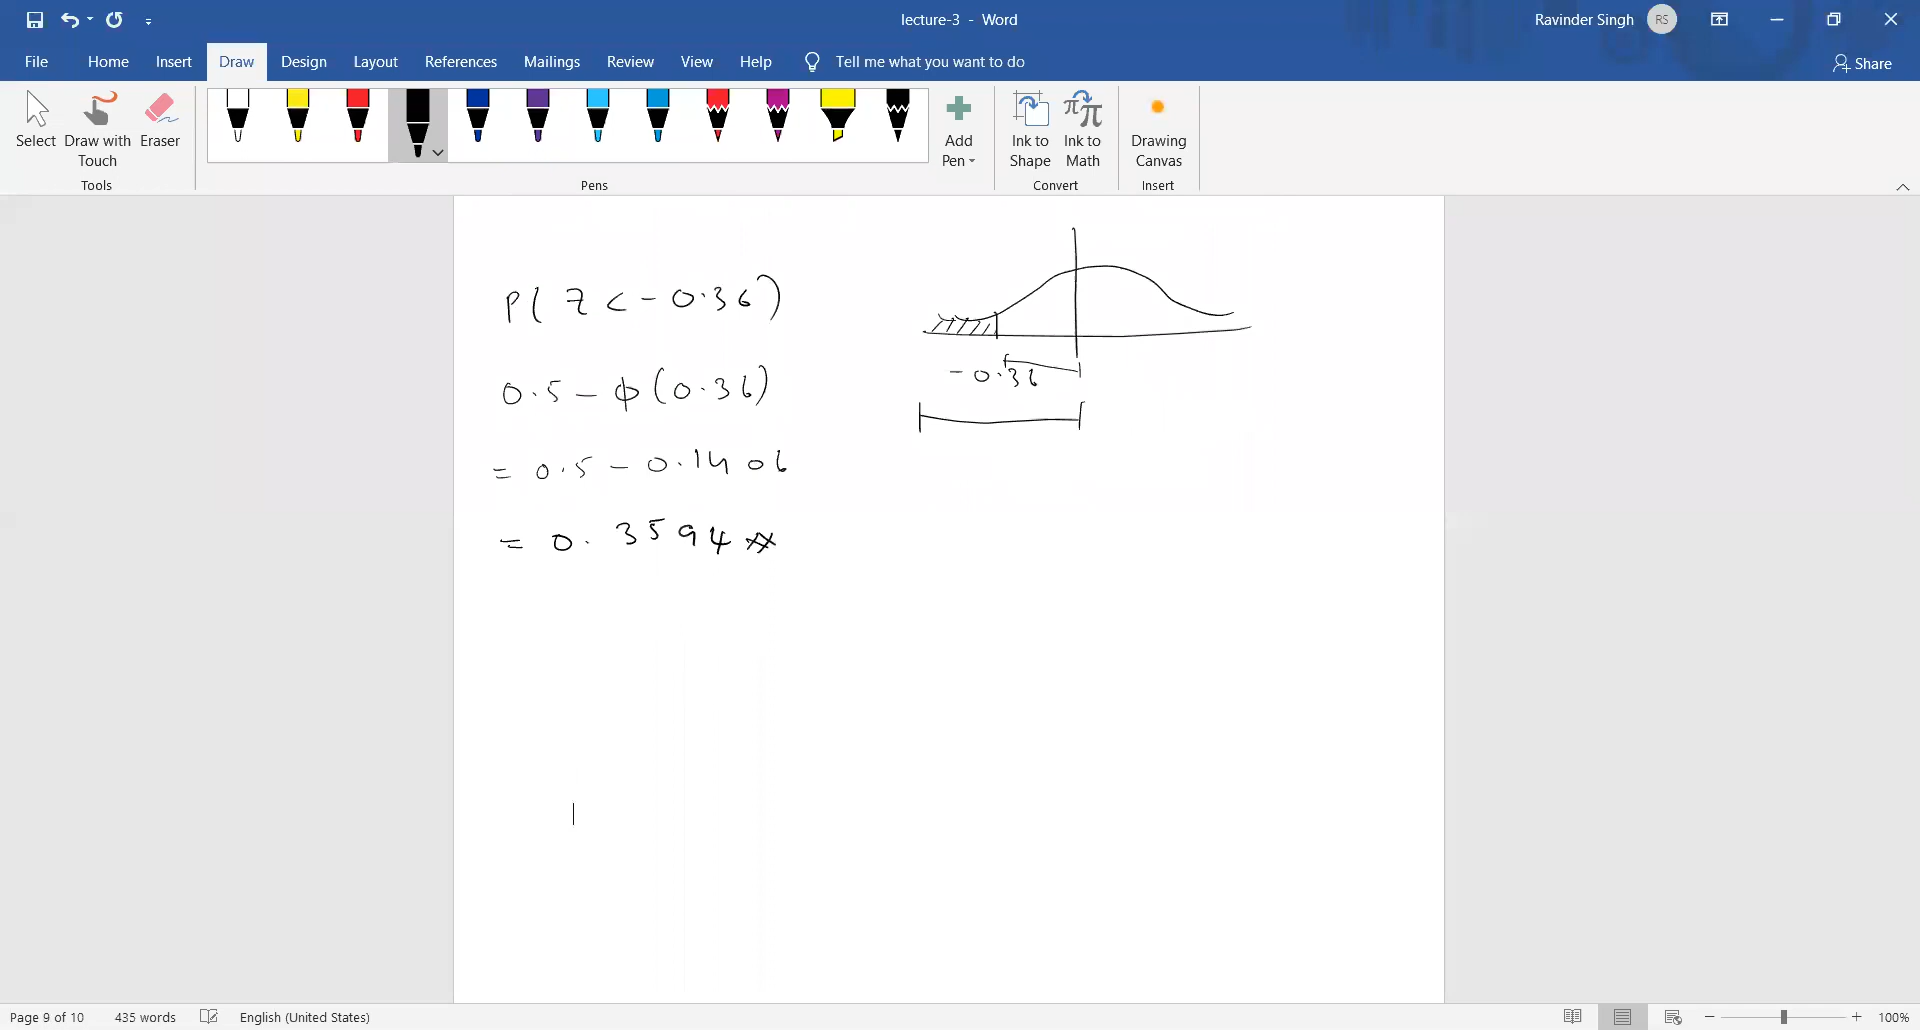 lecture-3 - Word
Ravinder Singh RS
File Home Insert Draw Design Layout References Mailings Review View Help Tell me what you want to do Share
Select Draw with Touch Eraser
Add Pen
Ink to Shape Ink to Math
Drawing Canvas
Tools Pens Convert Insert
P(Z < -0.36)
0.5 - φ(0.36)
= 0.5 - 0.1406
= 0.3594
-0.36
Page 9 of 10 435 words English (United States) 100%